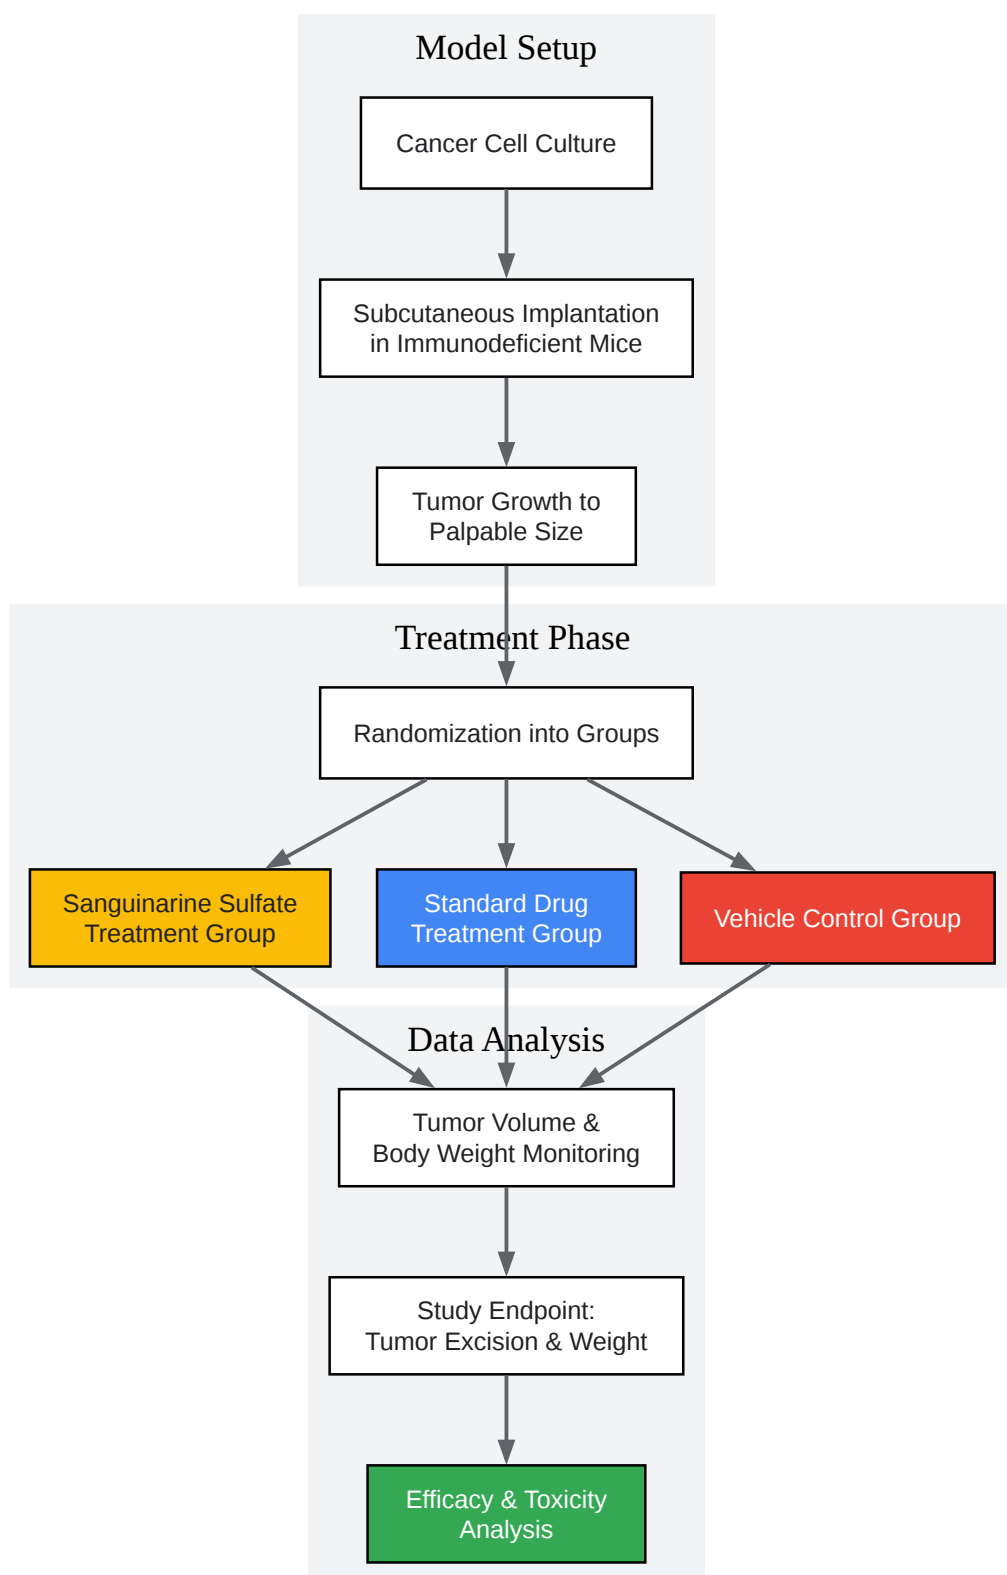 Model Setup
Cancer Cell Culture
Subcutaneous Implantation
in Immunodeficient Mice
Tumor Growth to
Palpable Size
Treatment Phase
Randomization into Groups
Sanguinarine Sulfate
Treatment Group
Standard Drug
Treatment Group
Vehicle Control Group
Data Analysis
Tumor Volume &
Body Weight Monitoring
Study Endpoint:
Tumor Excision & Weight
Efficacy & Toxicity
Analysis